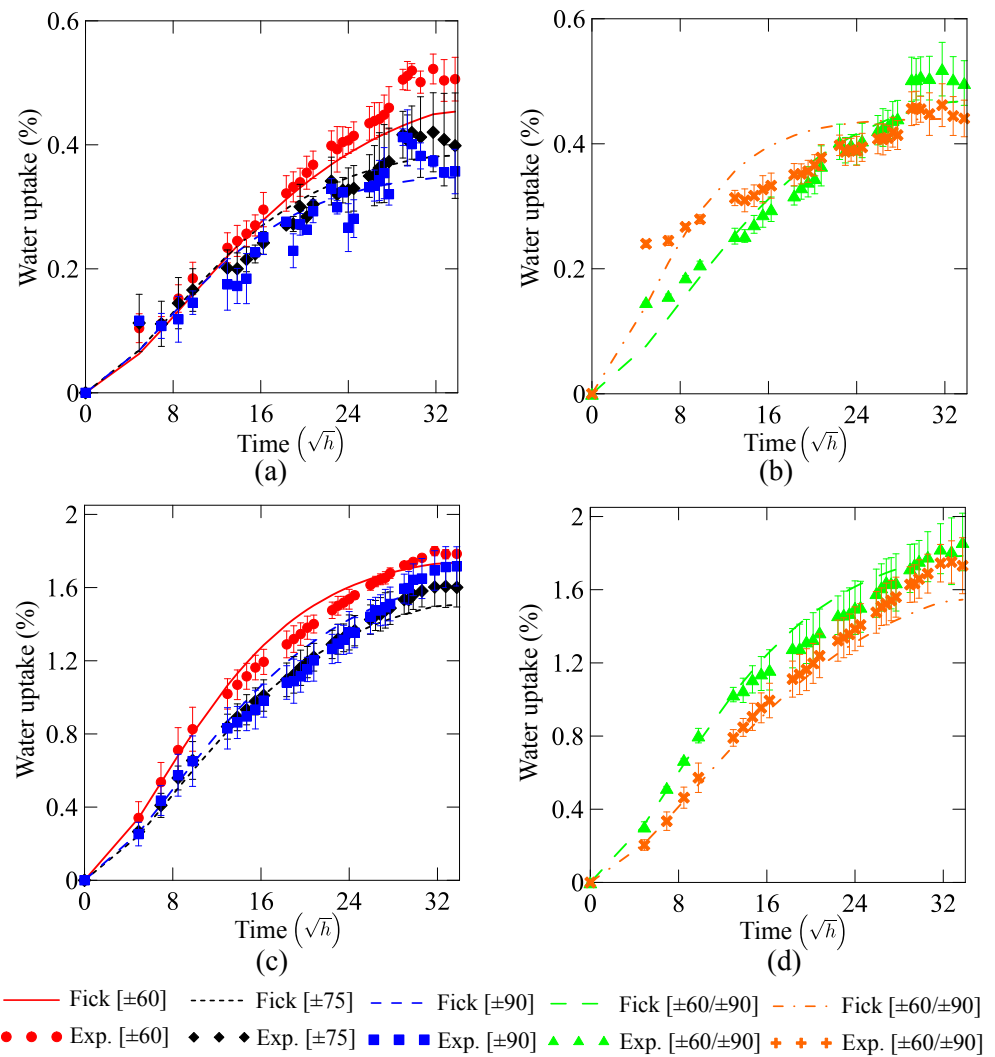 0.6
0.4
0.2
0
Water uptake (%)
0 8 16 24 32
Time (√h)
(a)
0.6
0.4
0.2
0
Water uptake (%)
0 8 16 24 32
Time (√h)
(b)
2
1.6
1.2
0.8
0.4
0
Water uptake (%)
0 8 16 24 32
Time (√h)
(c)
2
1.6
1.2
0.8
0.4
0
Water uptake (%)
0 8 16 24 32
Time (√h)
(d)
Fick [±60] Fick [±75] Fick [±90] Fick [±60/±90] Fick [±60/±90]
Exp. [±60] Exp. [±75] Exp. [±90] Exp. [±60/±90] Exp. [±60/±90]